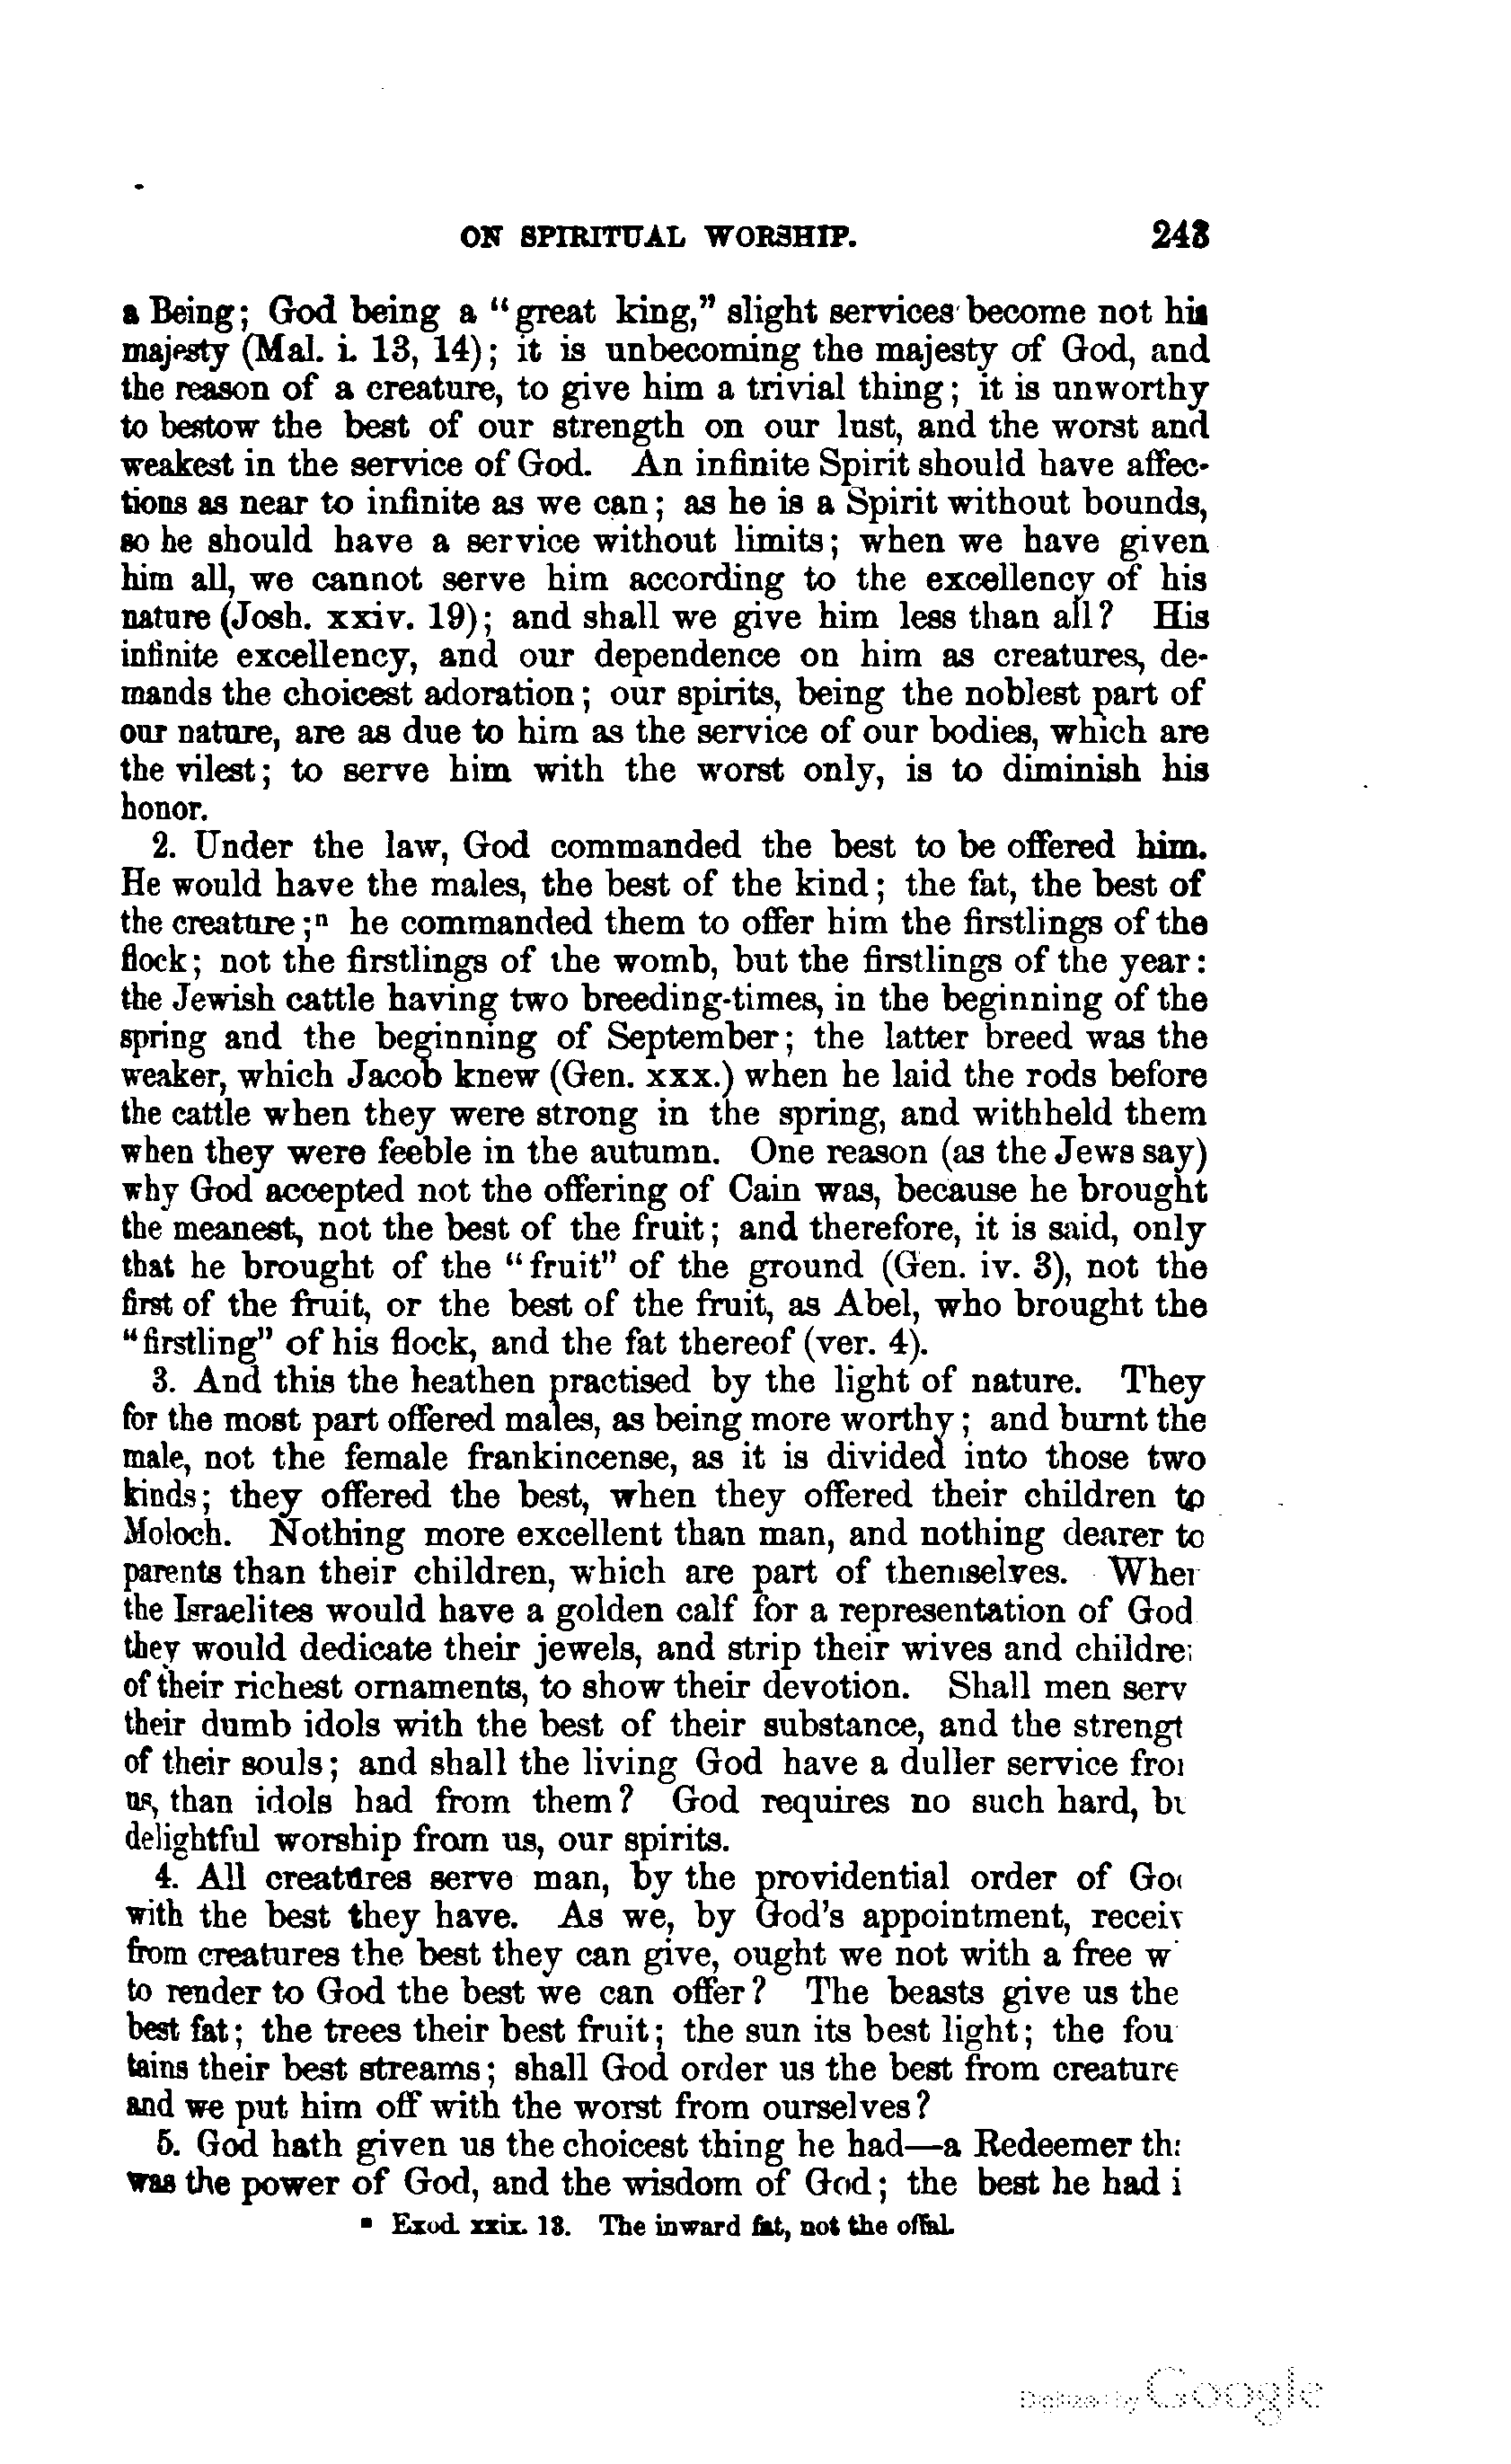 ON SPIRITUAL WORSHIP. 243
a Being; God being a "great king," slight services become not his
majesty (Mal. i. 13, 14); it is unbecoming the majesty of God, and
the reason of a creature, to give him a trivial thing; it is unworthy
to bestow the best of our strength on our lust, and the worst and
weakest in the service of God. An infinite Spirit should have affec-
tions as near to infinite as we can; as he is a Spirit without bounds,
so he should have a service without limits; when we have given
him all, we cannot serve him according to the excellency of his
nature (Josh. xxiv. 19); and shall we give him less than all? His
infinite excellency, and our dependence on him as creatures, de-
mands the choicest adoration; our spirits, being the noblest part of
our nature, are as due to him as the service of our bodies, which are
the vilest; to serve him with the worst only, is to diminish his
honor.
2. Under the law, God commanded the best to be offered him.
He would have the males, the best of the kind; the fat, the best of
the creature;ⁿ he commanded them to offer him the firstlings of the
flock; not the firstlings of the womb, but the firstlings of the year:
the Jewish cattle having two breeding-times, in the beginning of the
spring and the beginning of September; the latter breed was the
weaker, which Jacob knew (Gen. xxx.) when he laid the rods before
the cattle when they were strong in the spring, and withheld them
when they were feeble in the autumn. One reason (as the Jews say)
why God accepted not the offering of Cain was, because he brought
the meanest, not the best of the fruit; and therefore, it is said, only
that he brought of the "fruit" of the ground (Gen. iv. 3), not the
first of the fruit, or the best of the fruit, as Abel, who brought the
"firstling" of his flock, and the fat thereof (ver. 4).
3. And this the heathen practised by the light of nature. They
for the most part offered males, as being more worthy; and burnt the
male, not the female frankincense, as it is divided into those two
kinds; they offered the best, when they offered their children to
Moloch. Nothing more excellent than man, and nothing dearer to
parents than their children, which are part of themselves. Wher
the Israelites would have a golden calf for a representation of God
they would dedicate their jewels, and strip their wives and childre
of their richest ornaments, to show their devotion. Shall men serv
their dumb idols with the best of their substance, and the strengt
of their souls; and shall the living God have a duller service fro
us, than idols had from them? God requires no such hard, b
delightful worship from us, our spirits.
4. All creatures serve man, by the providential order of Go
with the best they have. As we, by God's appointment, recei
from creatures the best they can give, ought we not with a free w
to render to God the best we can offer? The beasts give us the
best fat; the trees their best fruit; the sun its best light; the fou
tains their best streams; shall God order us the best from creature
and we put him off with the worst from ourselves?
5. God hath given us the choicest thing he had—a Redeemer th
was the power of God, and the wisdom of God; the best he had i
ⁿ Exod. xxix. 13. The inward fat, not the offal.
Digitized by Google